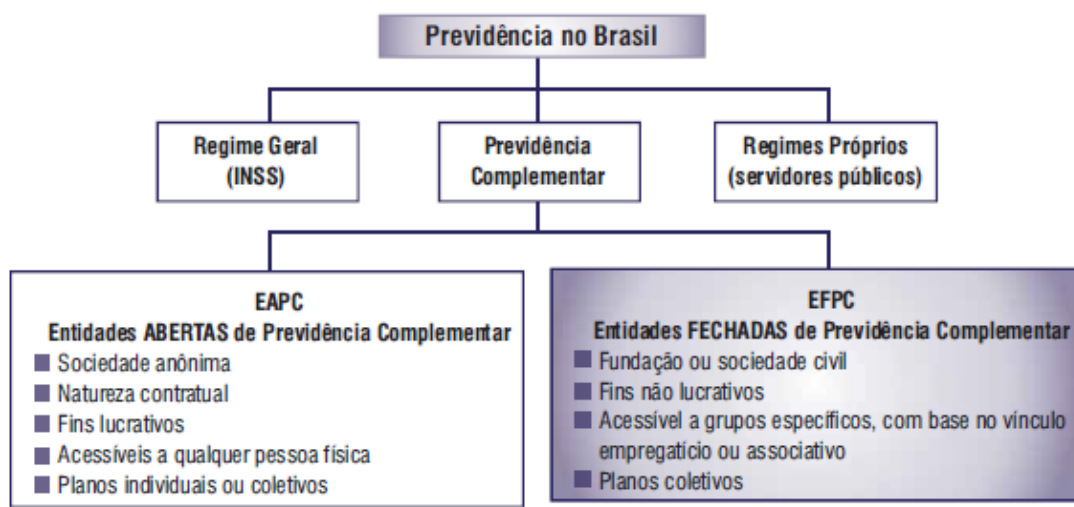 Previdência no Brasil
Regime Geral
(INSS)
Previdência
Complementar
Regimes Próprios
(servidores públicos)
EAPC
Entidades ABERTAS de Previdência Complementar
Sociedade anônima
Natureza contratual
Fins lucrativos
Acessíveis a qualquer pessoa física
Planos individuais ou coletivos
EFPC
Entidades FECHADAS de Previdência Complementar
Fundação ou sociedade civil
Fins não lucrativos
Acessível a grupos específicos, com base no vínculo
empregatício ou associativo
Planos coletivos